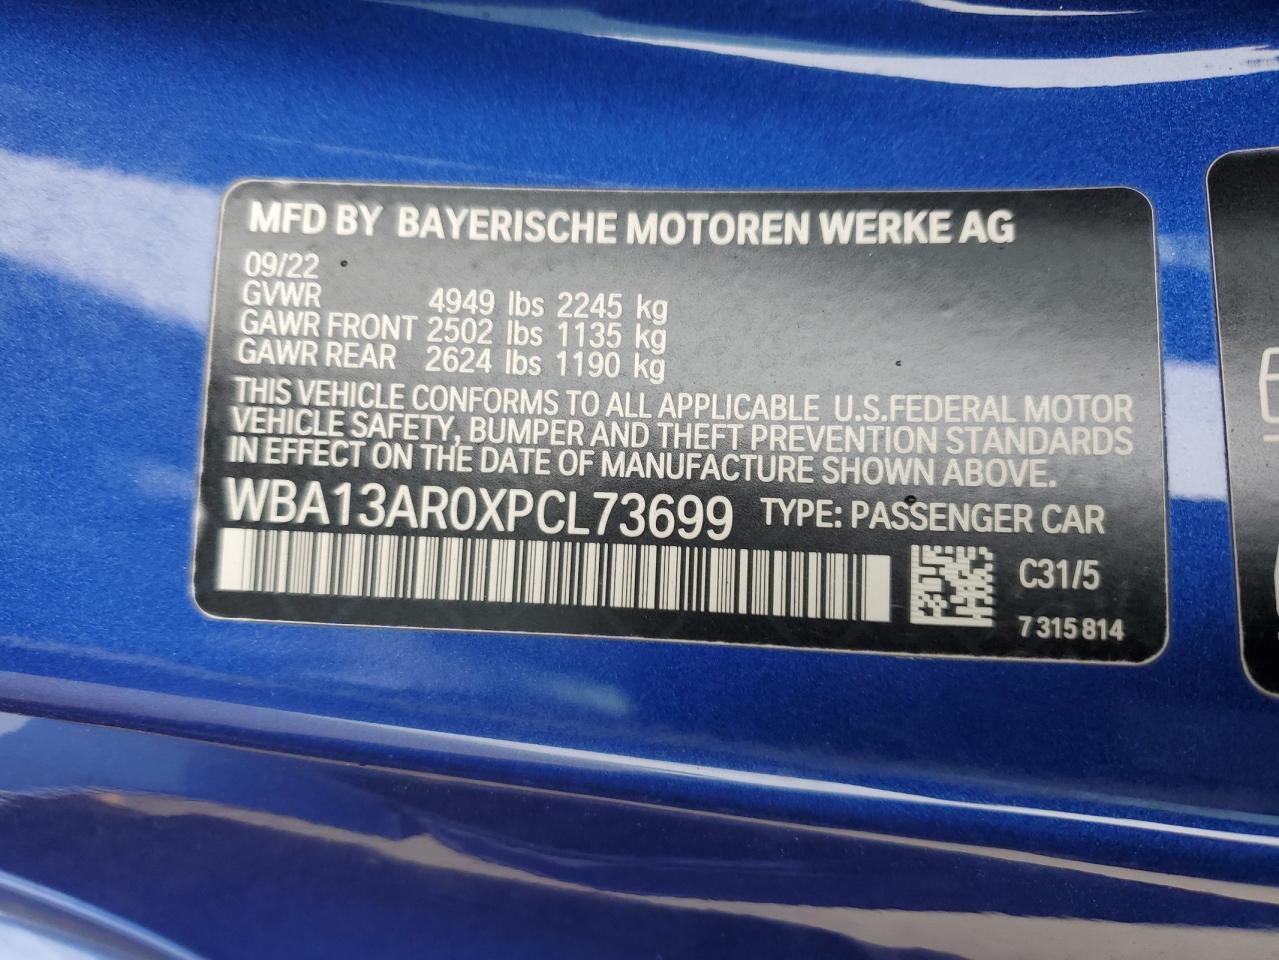 MFD BY BAYERISCHE MOTOREN WERKE AG
09/22
GVWR 4949 lbs 2245 kg
GAWR FRONT 2502 lbs 1135 kg
GAWR REAR 2624 lbs 1190 kg
THIS VEHICLE CONFORMS TO ALL APPLICABLE U.S.FEDERAL MOTOR
VEHICLE SAFETY, BUMPER AND THEFT PREVENTION STANDARDS
IN EFFECT ON THE DATE OF MANUFACTURE SHOWN ABOVE.
WBA13AR0XPCL73699 TYPE: PASSENGER CAR
C31/5
7 315 814